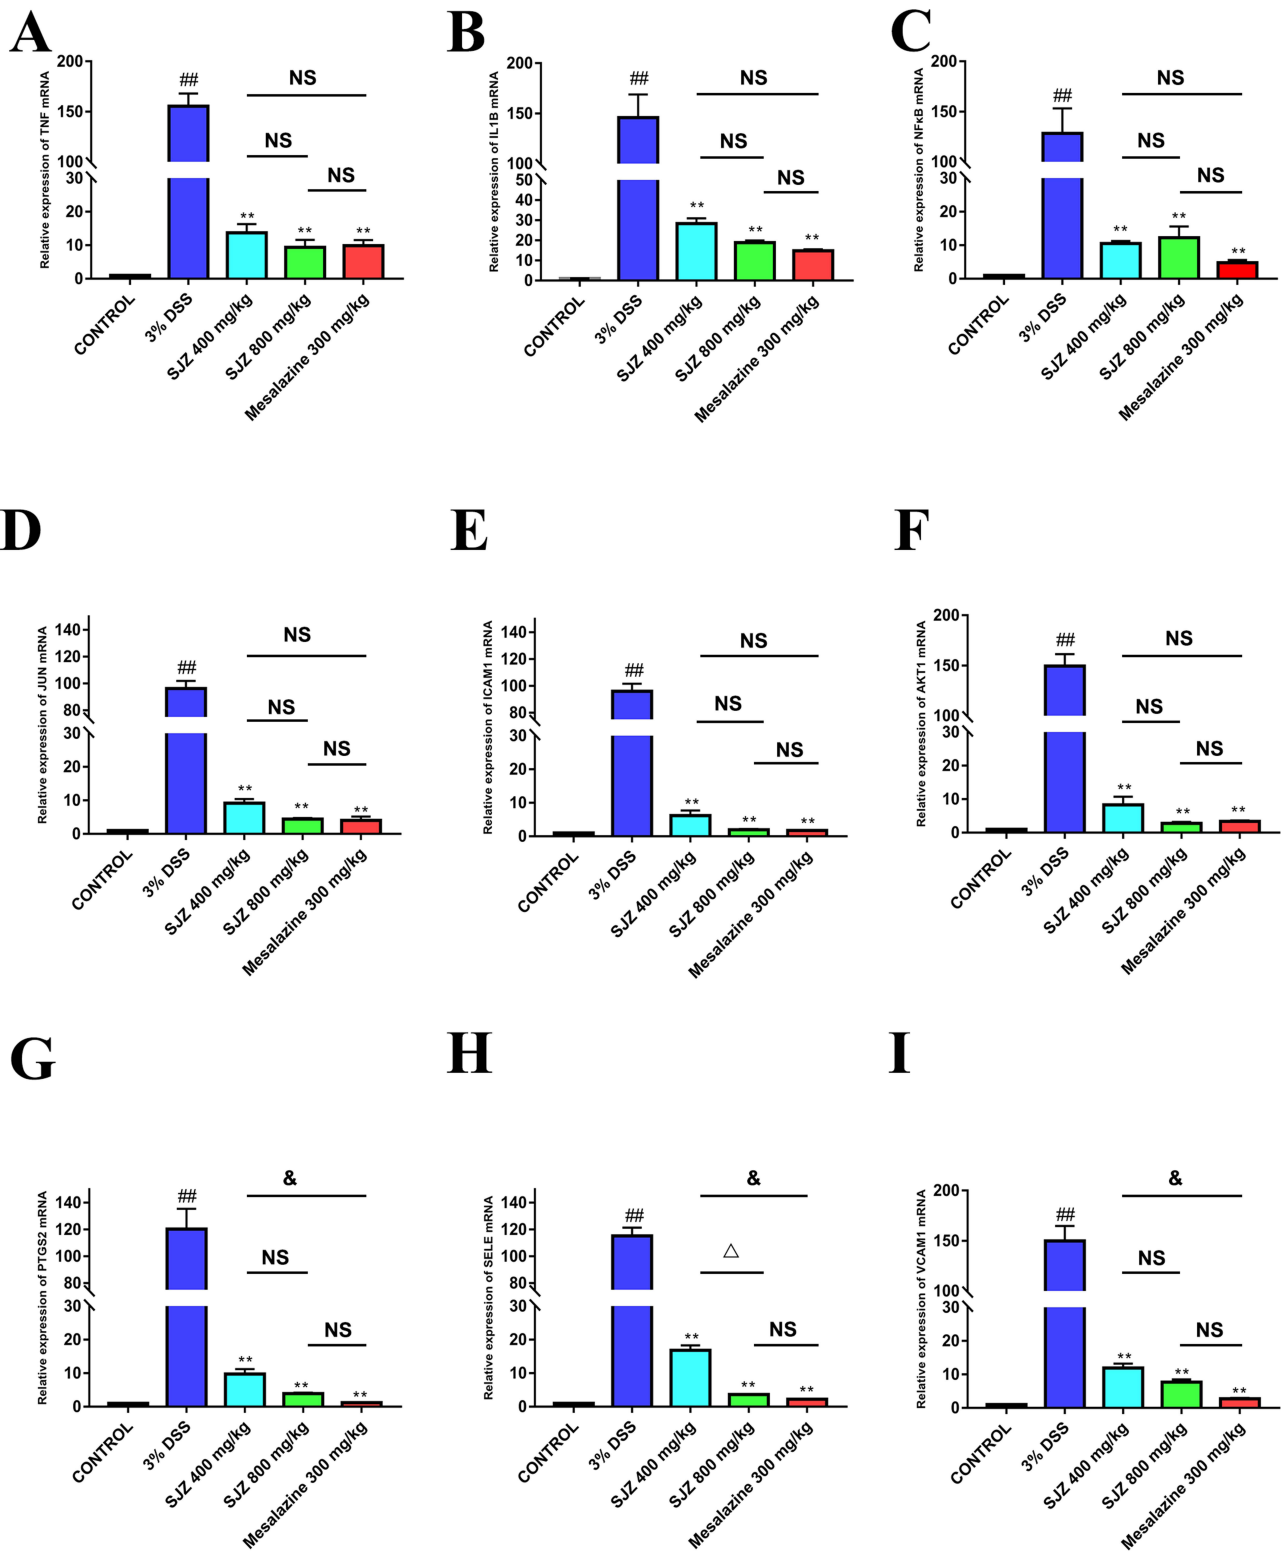 A
Relative expression of TNF mRNA
200
150
100
30
20
10
0
##
**
**
**
NS
NS
NS
CONTROL
3% DSS
SJZ 400 mg/kg
SJZ 800 mg/kg
Mesalazine 300 mg/kg
B
Relative expression of IL1B mRNA
200
150
100
50
40
30
20
10
0
##
**
**
**
NS
NS
NS
CONTROL
3% DSS
SJZ 400 mg/kg
SJZ 800 mg/kg
Mesalazine 300 mg/kg
C
Relative expression of NFκB mRNA
200
150
100
30
20
10
0
##
**
**
**
NS
NS
NS
CONTROL
3% DSS
SJZ 400 mg/kg
SJZ 800 mg/kg
Mesalazine 300 mg/kg
D
Relative expression of JUN mRNA
140
120
100
80
30
20
10
0
##
**
**
**
NS
NS
NS
CONTROL
3% DSS
SJZ 400 mg/kg
SJZ 800 mg/kg
Mesalazine 300 mg/kg
E
Relative expression of ICAM1 mRNA
140
120
100
80
30
20
10
0
##
**
**
**
NS
NS
NS
CONTROL
3% DSS
SJZ 400 mg/kg
SJZ 800 mg/kg
Mesalazine 300 mg/kg
F
Relative expression of AKT1 mRNA
200
150
100
30
20
10
0
##
**
**
**
NS
NS
NS
CONTROL
3% DSS
SJZ 400 mg/kg
SJZ 800 mg/kg
Mesalazine 300 mg/kg
G
Relative expression of PTGS2 mRNA
140
120
100
80
30
20
10
0
##
**
**
**
&
NS
NS
CONTROL
3% DSS
SJZ 400 mg/kg
SJZ 800 mg/kg
Mesalazine 300 mg/kg
H
Relative expression of SELE mRNA
140
120
100
80
30
20
10
0
##
**
**
**
&
△
NS
CONTROL
3% DSS
SJZ 400 mg/kg
SJZ 800 mg/kg
Mesalazine 300 mg/kg
I
Relative expression of VCAM1 mRNA
200
150
100
30
20
10
0
##
**
**
**
&
NS
NS
CONTROL
3% DSS
SJZ 400 mg/kg
SJZ 800 mg/kg
Mesalazine 300 mg/kg